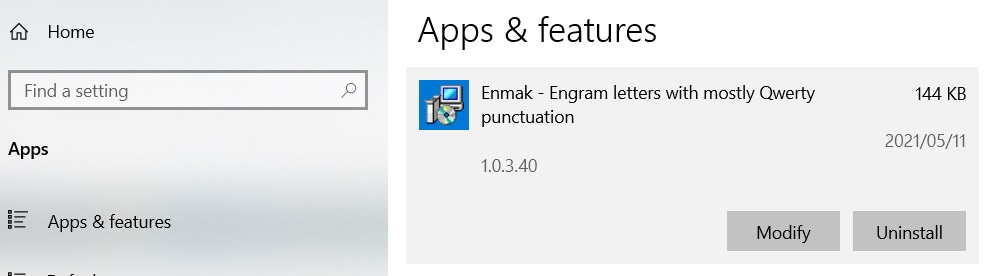 Home
Find a setting
Apps
Apps & features
Apps & features
Enmak - Engram letters with mostly Qwerty
punctuation
144 KB
2021/05/11
1.0.3.40
Modify
Uninstall